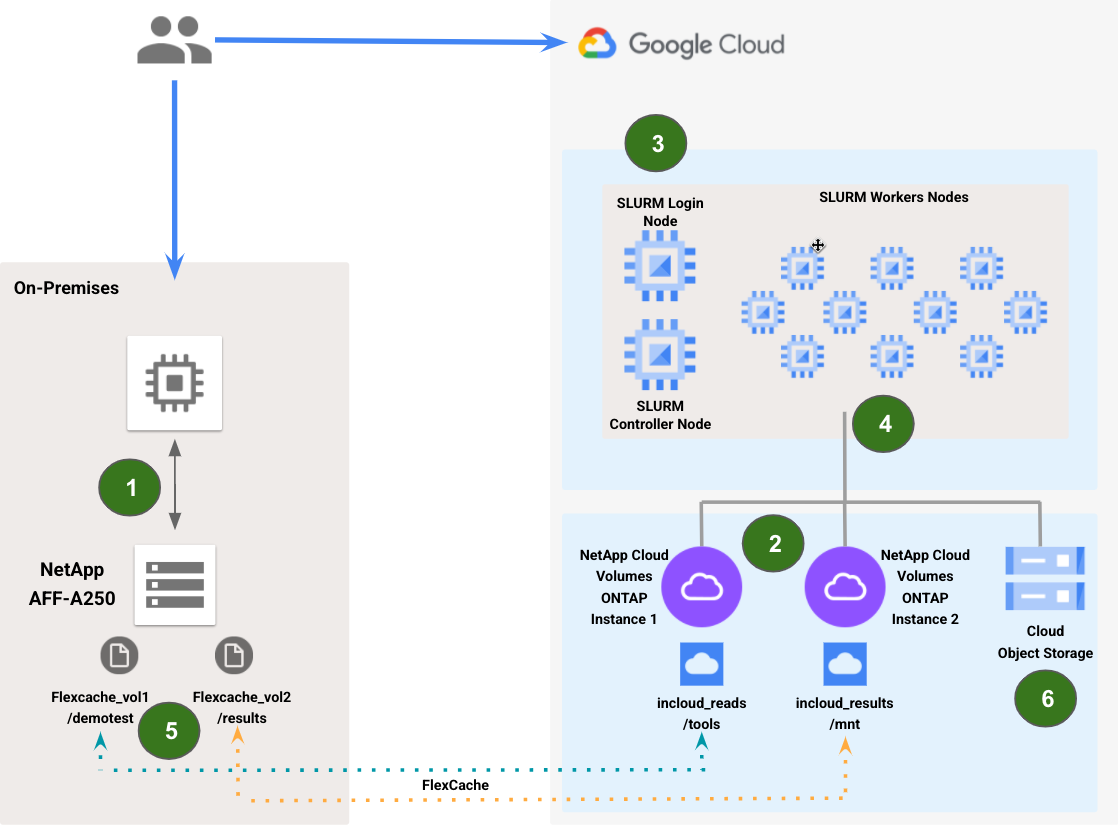 Google Cloud
3
SLURM Login
Node
SLURM Workers Nodes
SLURM
Controller Node
4
On-Premises
1
NetApp
AFF-A250
Flexcache_vol1
/demotest
Flexcache_vol2
/results
5
2
NetApp Cloud
Volumes
ONTAP
Instance 1
NetApp Cloud
Volumes
ONTAP
Instance 2
Cloud
Object Storage
6
incloud_reads
/tools
incloud_results
/mnt
FlexCache